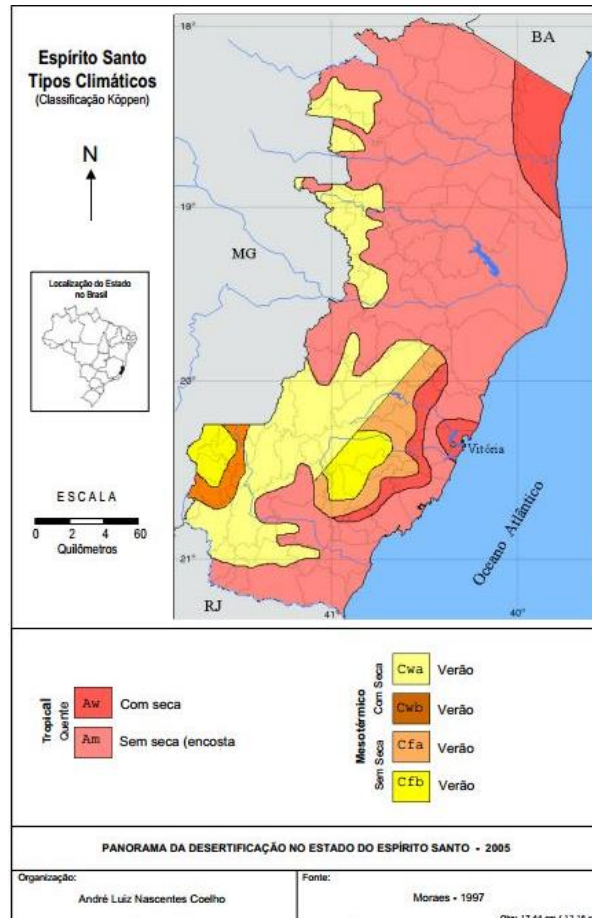 Espírito Santo
Tipos Climáticos
(Classificação Köppen)
N
Localização do Estado
no Brasil
ESCALA
0 2 4 60
Quilômetros
18°
19°
20°
21°
41°
40°
BA
MG
RJ
Vitória
Oceano Atlântico
Tropical
Quente
Aw Com seca
Am Sem seca (encosta
Mesotérmico
Com Seca
Cwa Verão
Cwb Verão
Sem Seca
Cfa Verão
Cfb Verão
PANORAMA DA DESERTIFICAÇÃO NO ESTADO DO ESPÍRITO SANTO - 2005
Organização:
André Luiz Nascentes Coelho
Fonte:
Moraes - 1997